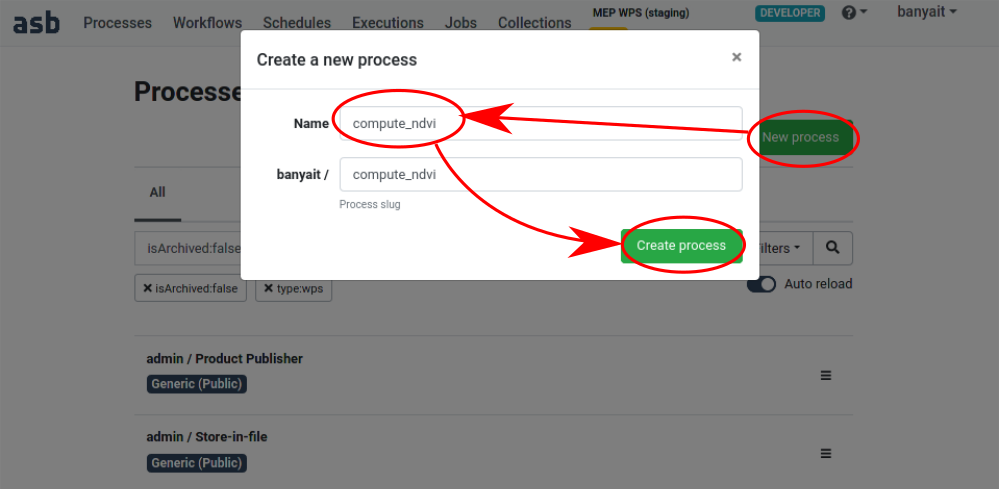 asb Processes Workflows Schedules Executions Jobs Collections MEP WPS (staging) DEVELOPER banyait
Create a new process ×
Processe
Name compute_ndvi
New process
banyait / compute_ndvi
Process slug
All
Create process
isArchived:false
ilters
× isArchived:false × type:wps
Auto reload
admin / Product Publisher
Generic (Public)
admin / Store-in-file
Generic (Public)